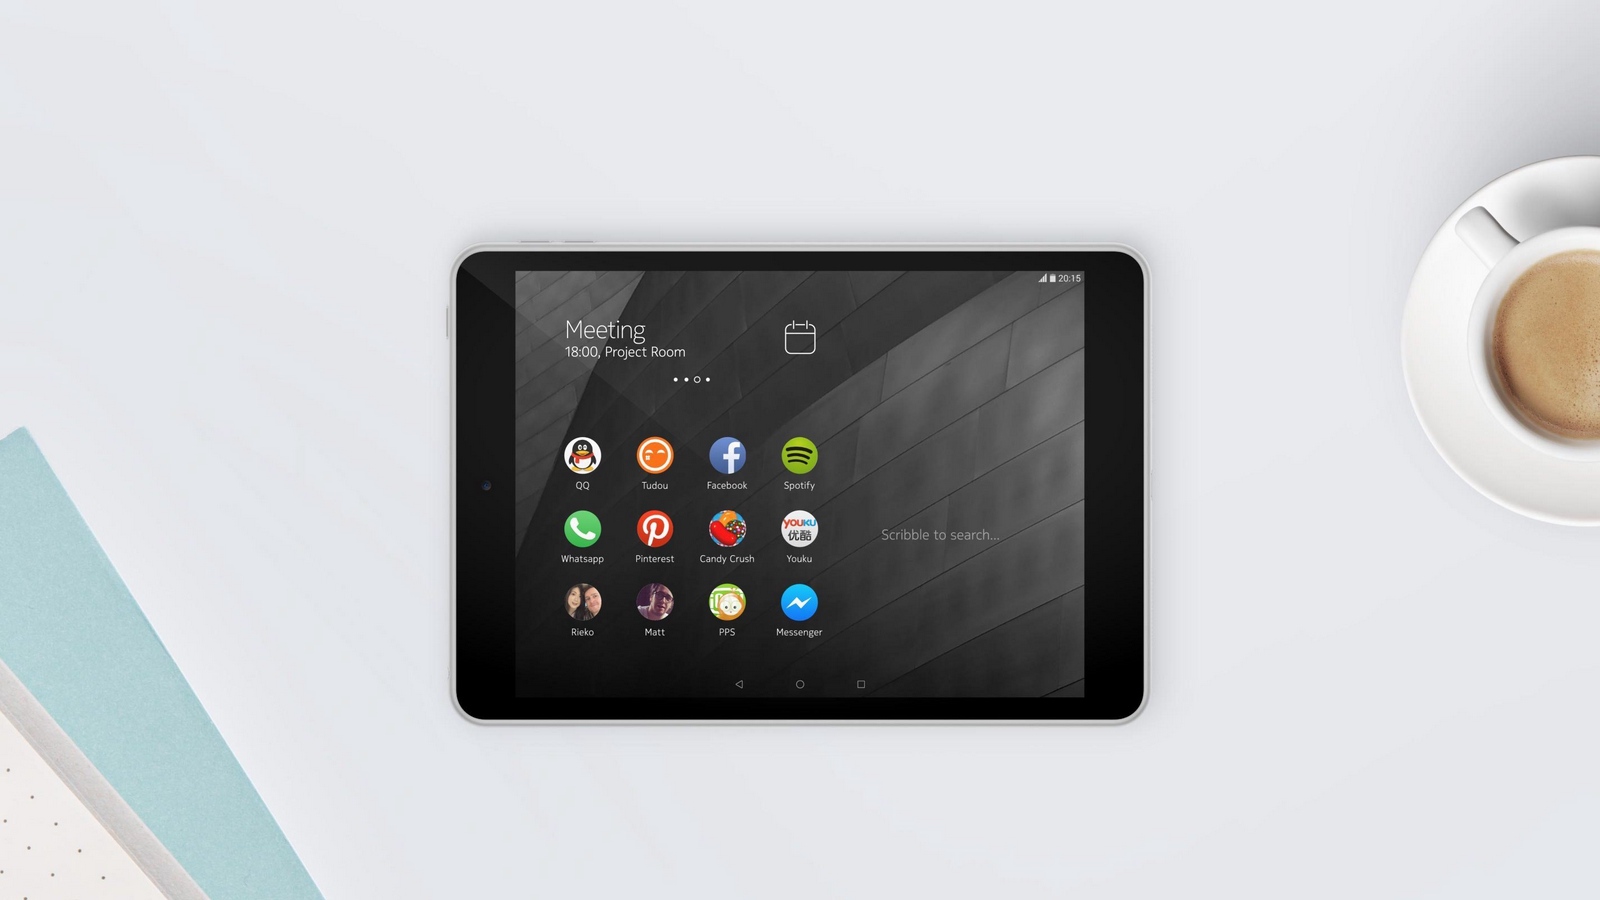 20:15
Meeting
18:00, Project Room
QQ
Tudou
Facebook
Spotify
YOUKU
优酷
Whatsapp
Pinterest
Candy Crush
Youku
Scribble to search...
Rieko
Matt
PPS
Messenger